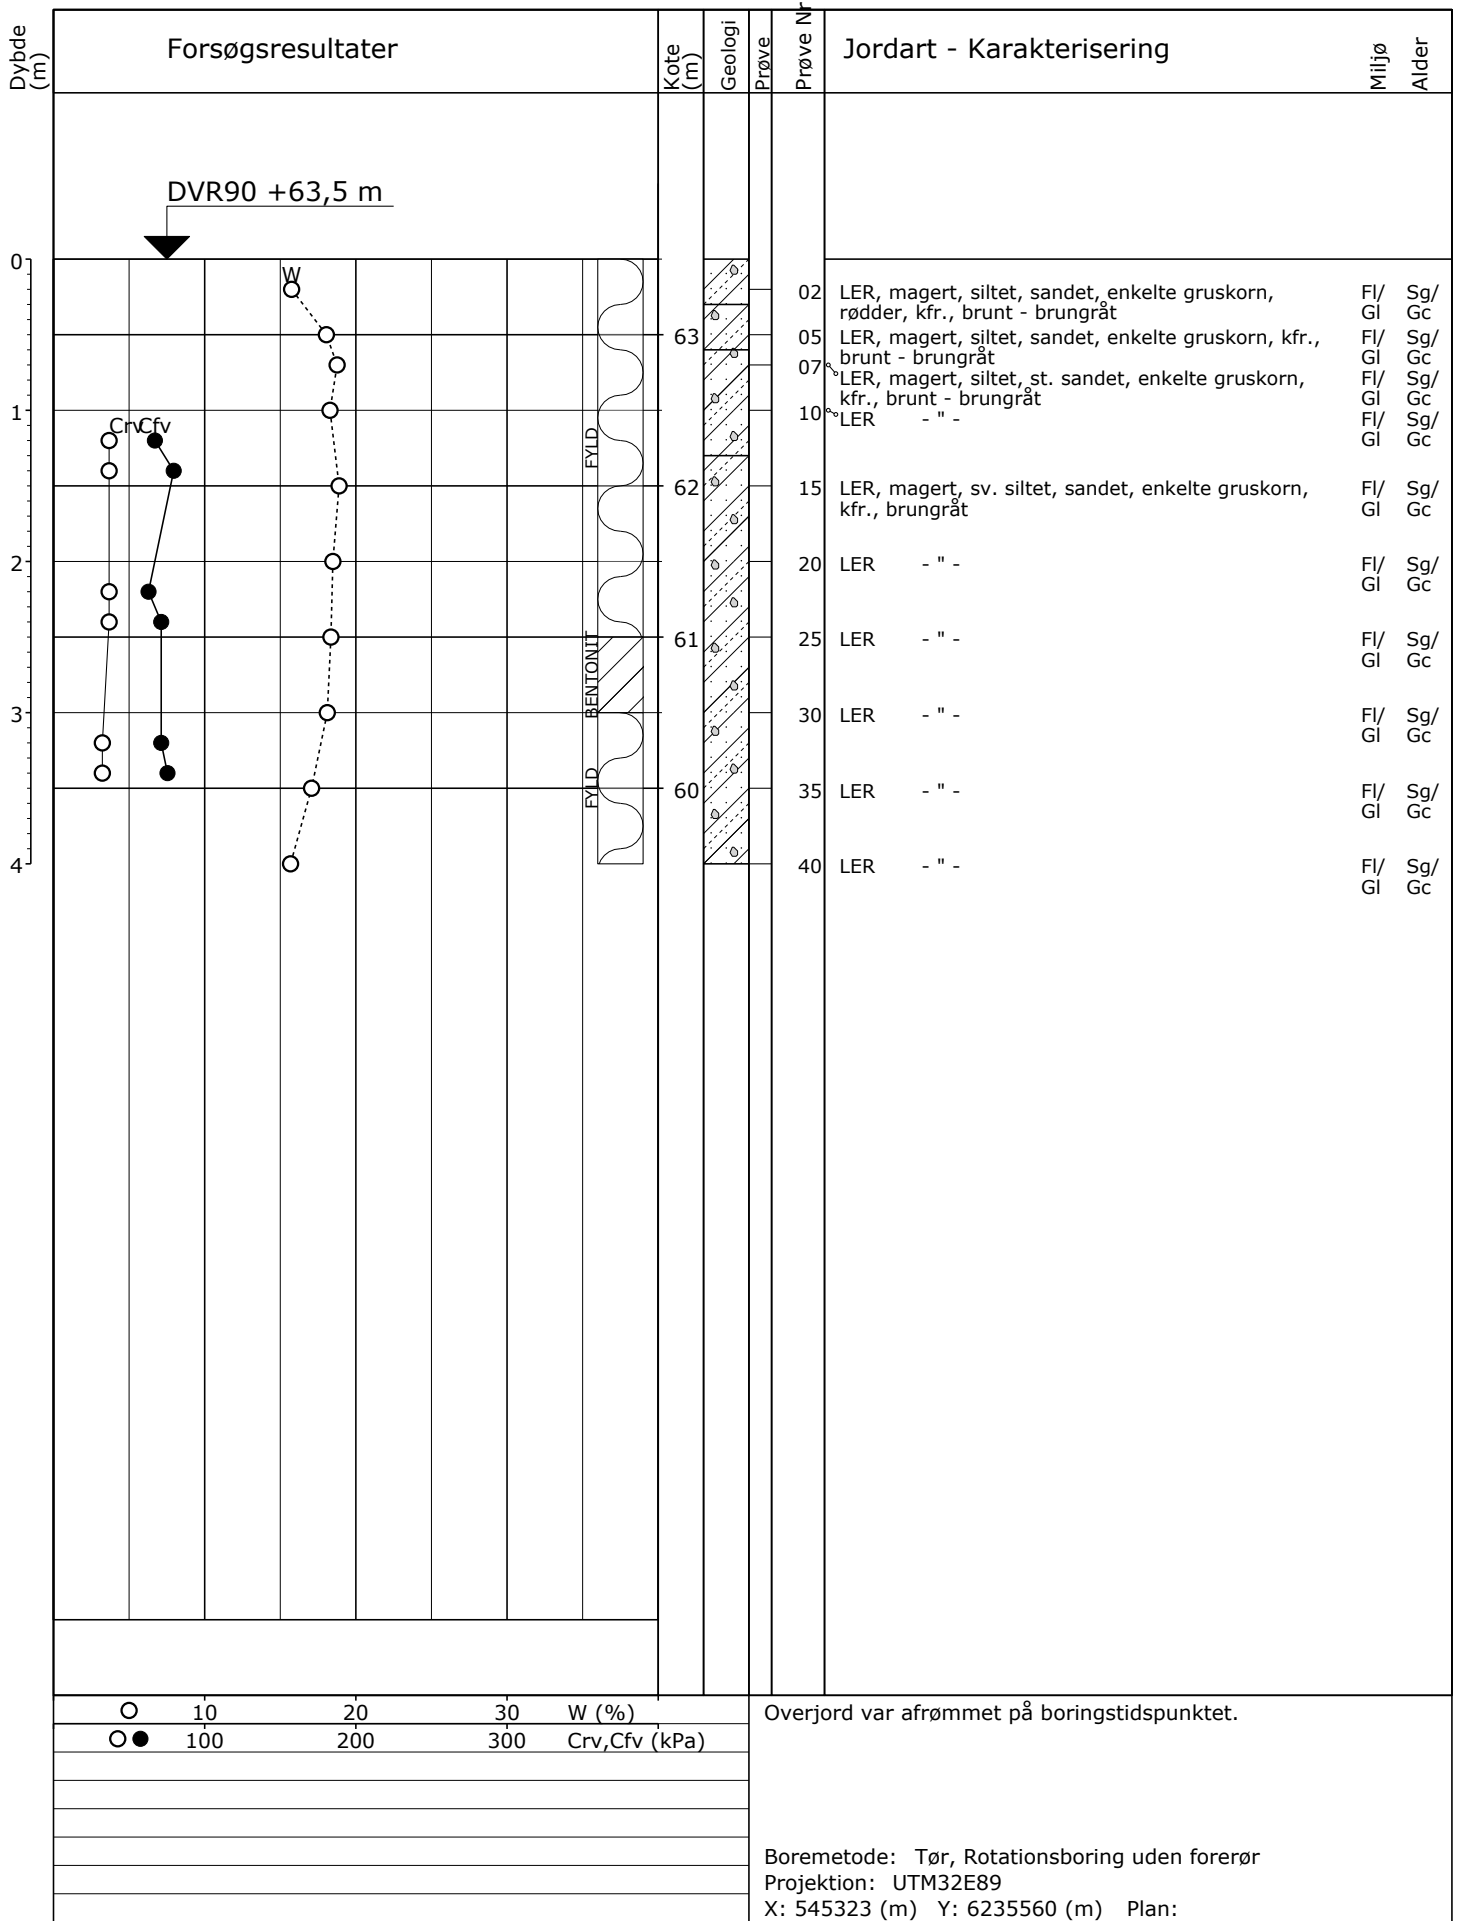 Dybde (m)
Forsøgsresultater
Kote (m)
Geologi
Prøve
Prøve Nr
Jordart - Karakterisering
Miljø
Alder
DVR90 +63,5 m
0
W
02 LER, magert, siltet, sandet, enkelte gruskorn, Fl/ Sg/
rødder, kfr., brunt - brungråt Gl Gc
63 05 LER, magert, siltet, sandet, enkelte gruskorn, kfr., Fl/ Sg/
brunt - brungråt Gl Gc
07 LER, magert, siltet, st. sandet, enkelte gruskorn, Fl/ Sg/
kfr., brunt - brungråt Gl Gc
1 10 LER - " - Fl/ Sg/
Gl Gc
Crv Cfv
FYLD
62 15 LER, magert, sv. siltet, sandet, enkelte gruskorn, Fl/ Sg/
kfr., brungråt Gl Gc
2 20 LER - " - Fl/ Sg/
Gl Gc
61 25 LER - " - Fl/ Sg/
Gl Gc
BENTONIT
3 30 LER - " - Fl/ Sg/
Gl Gc
FYLD
60 35 LER - " - Fl/ Sg/
Gl Gc
4 40 LER - " - Fl/ Sg/
Gl Gc
10 20 30 W (%)
100 200 300 Crv,Cfv (kPa)
Overjord var afrømmet på boringstidspunktet.
Boremetode: Tør, Rotationsboring uden forerør
Projektion: UTM32E89
X: 545323 (m) Y: 6235560 (m) Plan: